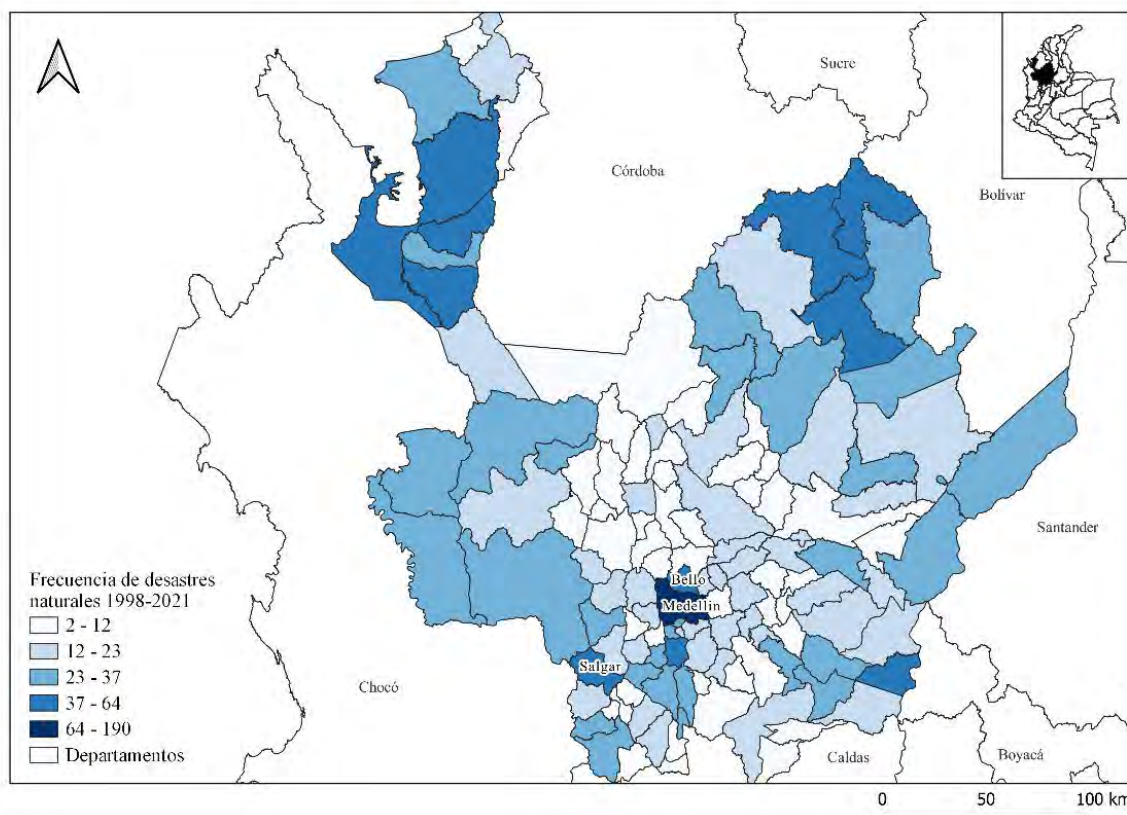 Sucre
Córdoba
Bolívar
Santander
Bello
Medellin
Salgar
Chocó
Caldas
Boyacá
Frecuencia de desastres
naturales 1998-2021
2 - 12
12 - 23
23 - 37
37 - 64
64 - 190
Departamentos
0 50 100 km